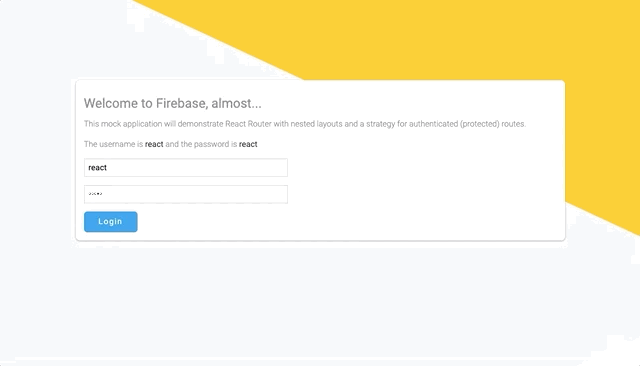 Welcome to Firebase, almost...
This mock application will demonstrate React Router with nested layouts and a strategy for authenticated (protected) routes.
The username is react and the password is react
react
Login